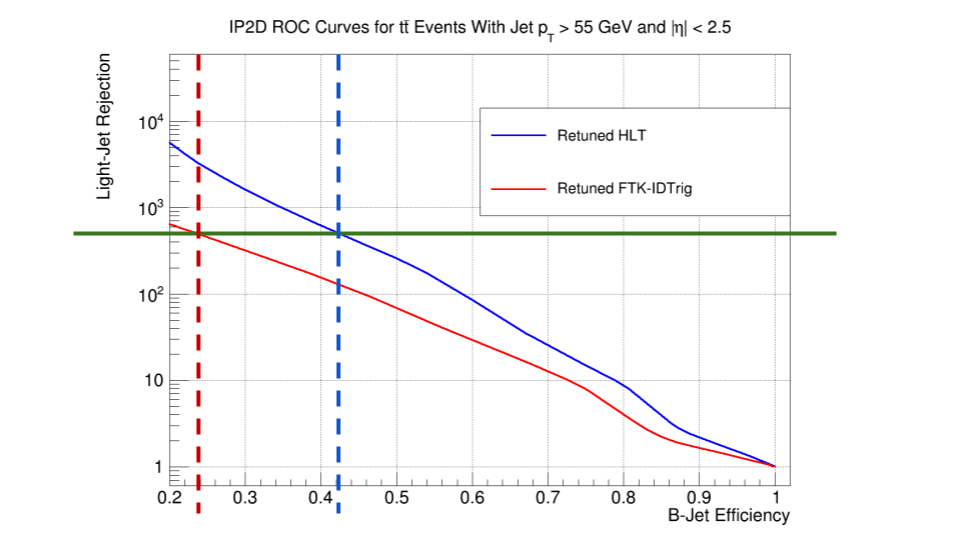 IP2D ROC Curves for tt̄ Events With Jet p_T > 55 GeV and |η| < 2.5
Light-Jet Rejection
10⁴
10³
10²
10
1
Retuned HLT
Retuned FTK-IDTrig
0.2 0.3 0.4 0.5 0.6 0.7 0.8 0.9 1
B-Jet Efficiency